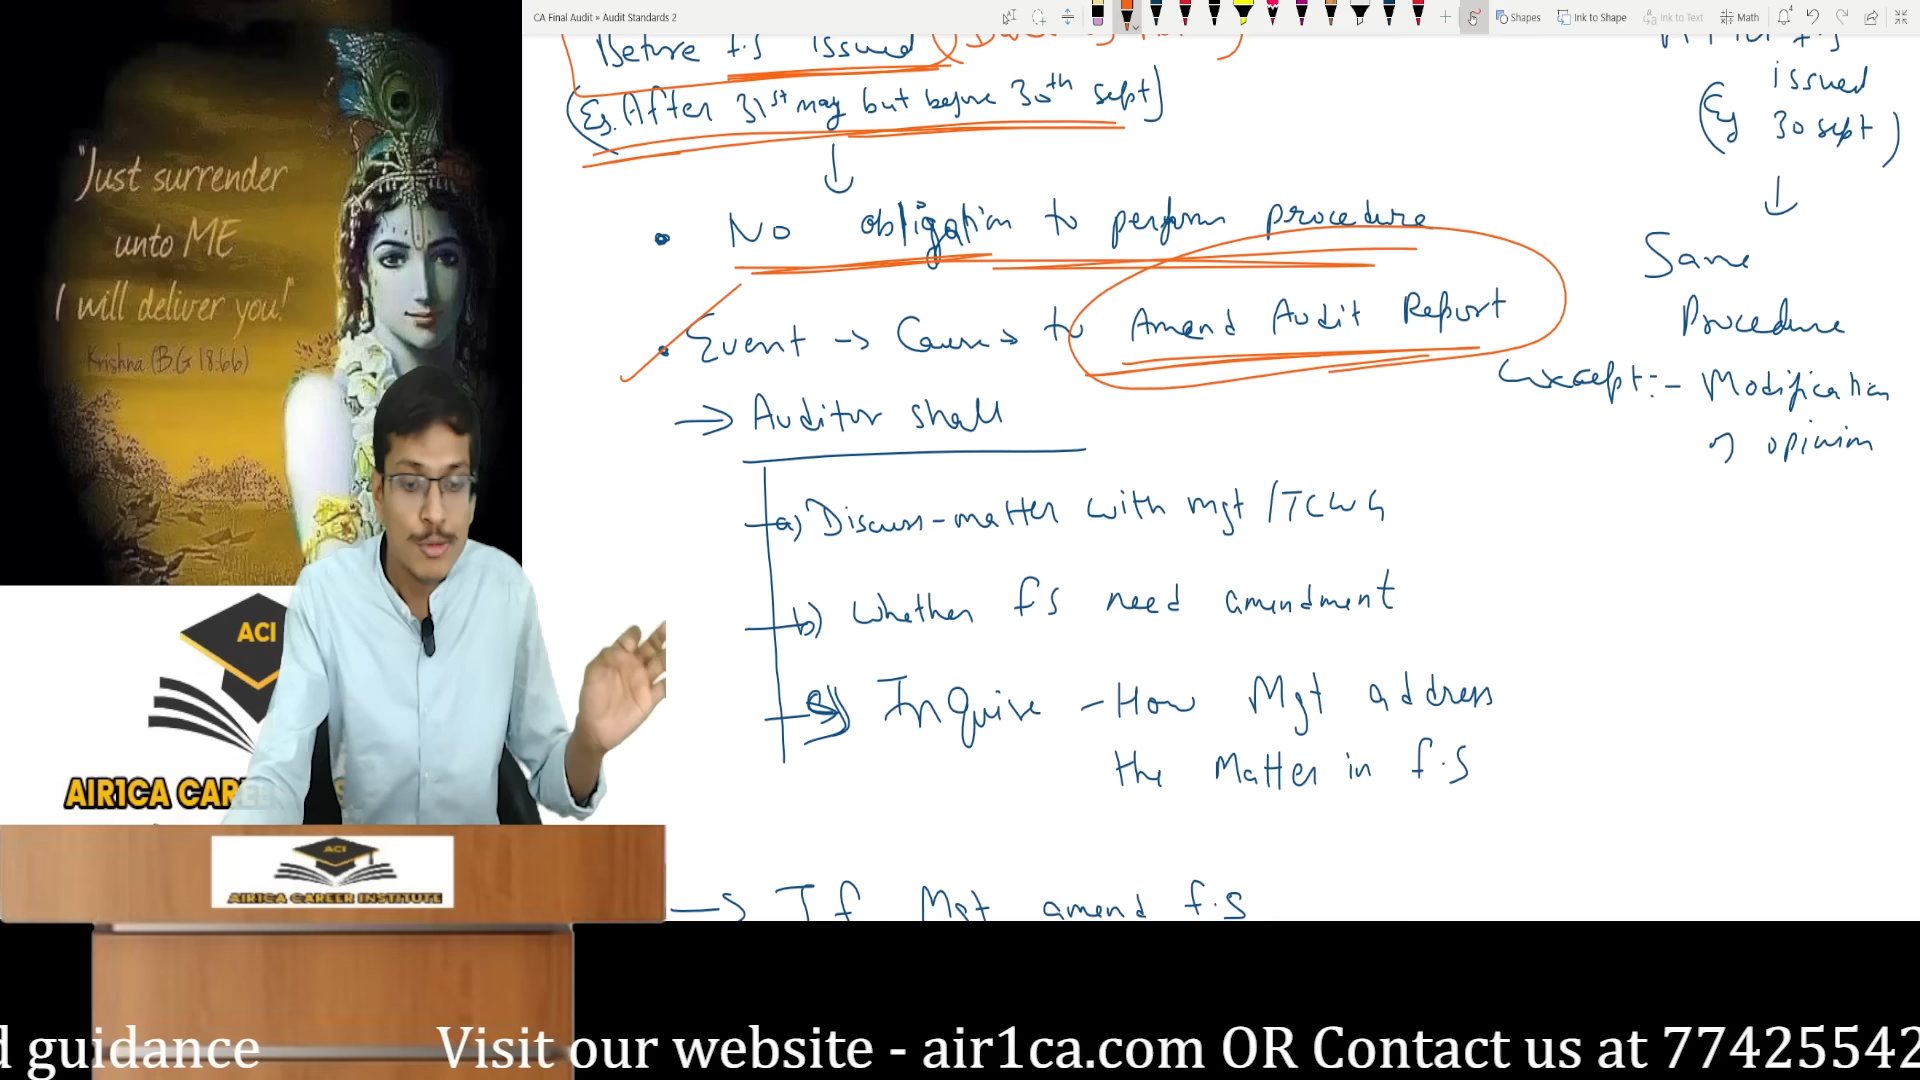 CA Final Audit » Audit Standards 2
Shapes
Ink to Shape
Ink to Text
Math
Before f.s issued
(Eg. After 31st may but before 30th sept)
No obligation to perform procedure
Event → Cause → to Amend Audit Report
→ Auditor shall
a) Discuss - matter with mgt / TCWG
b) Whether fs need amendment
Inquire - How Mgt address
the Matter in f.s
→ If Mgt amend f.s
issued
(Eg 30 sept)
Same
Procedure
Except:- Modification
of opinion
"Just surrender
unto ME
I will deliver you!"
- Krishna (B.G 18:66)
ACI
AIR1CA CAR
ACI
AIR1CA CAREER INSTITUTE
d guidance Visit our website - air1ca.com OR Contact us at 77425542